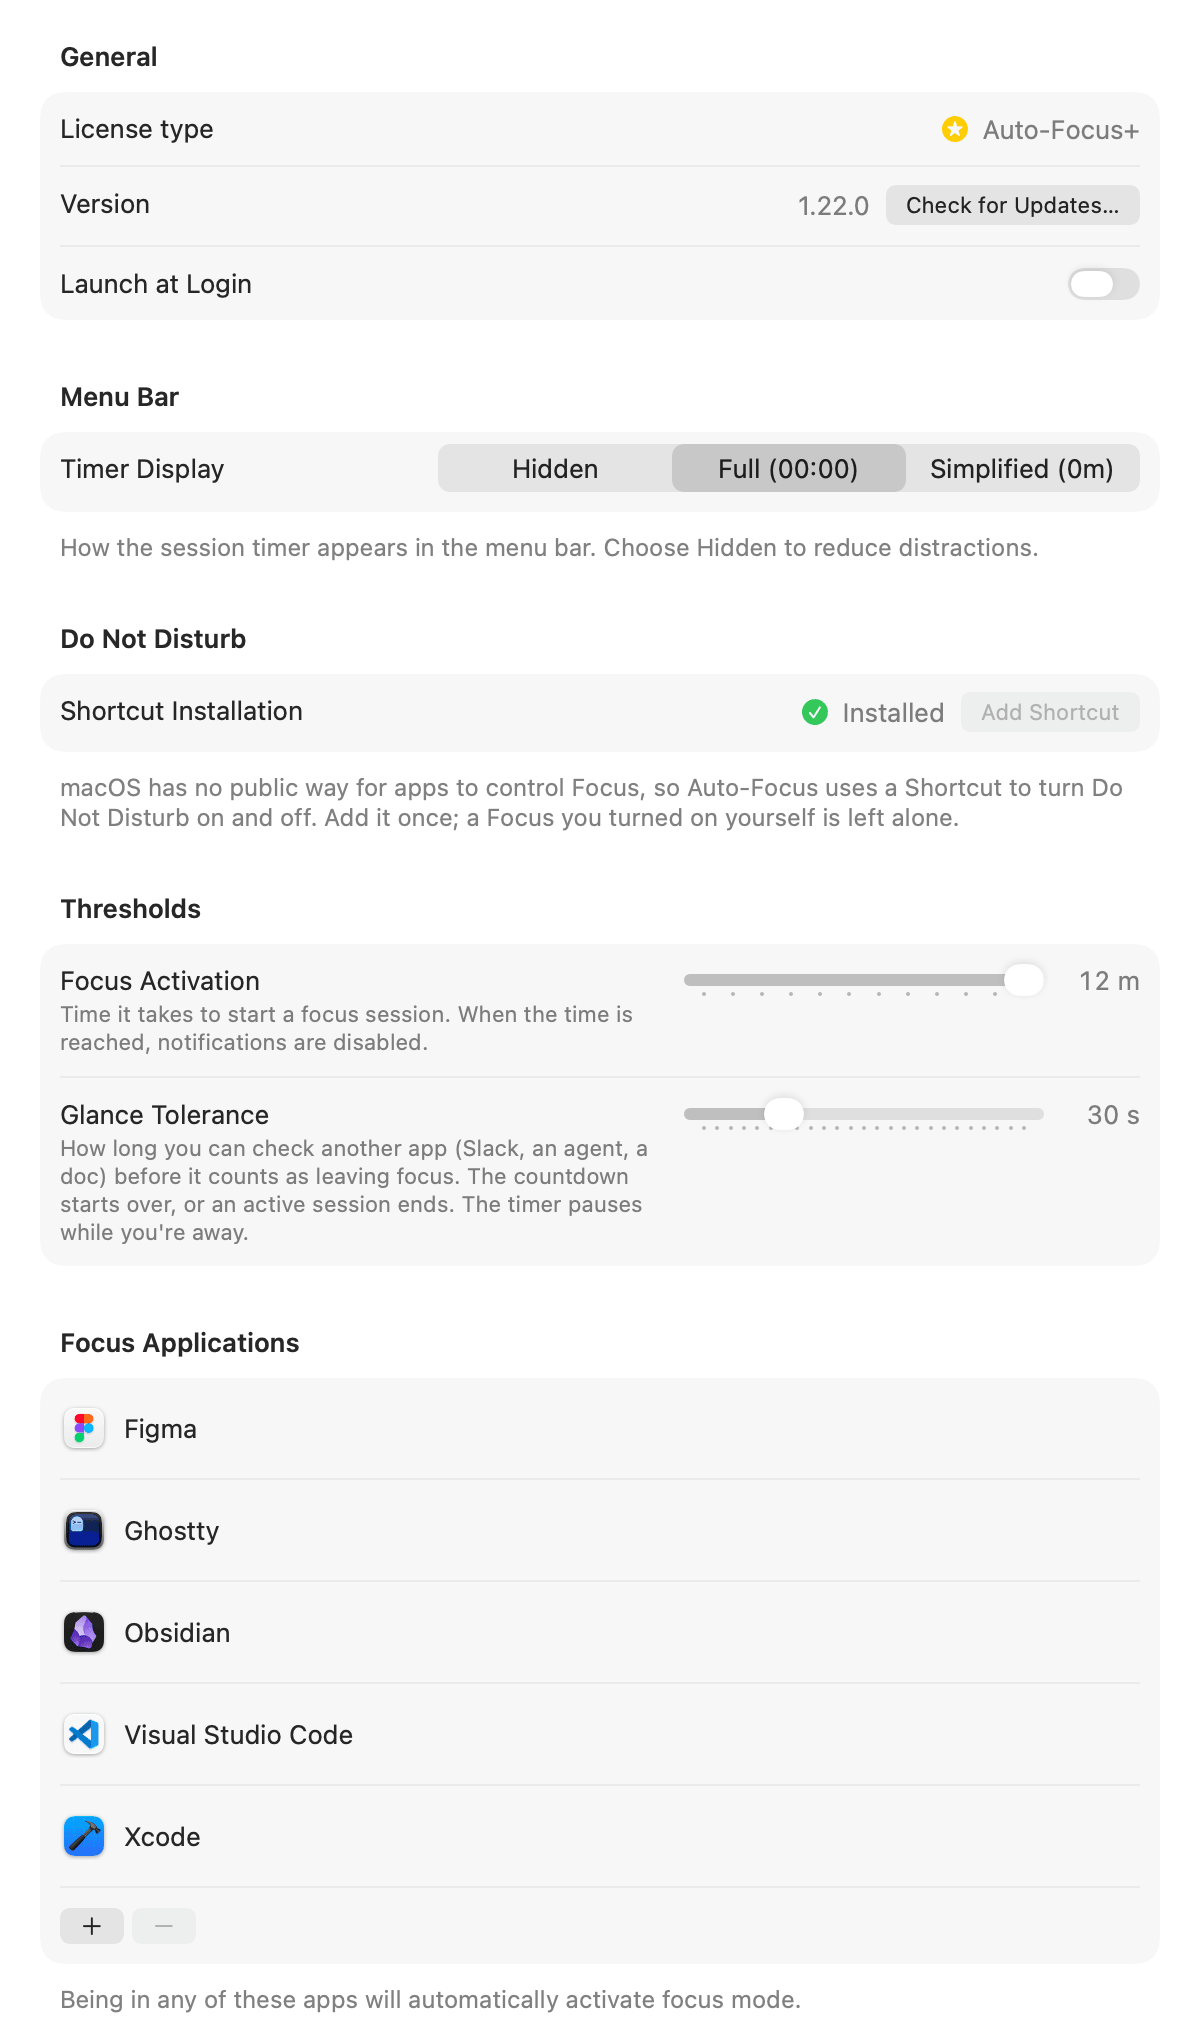 General
License type
Auto-Focus+
Version
1.22.0
Check for Updates...
Launch at Login
Menu Bar
Timer Display
Hidden
Full (00:00)
Simplified (0m)
How the session timer appears in the menu bar. Choose Hidden to reduce distractions.
Do Not Disturb
Shortcut Installation
Installed
Add Shortcut
macOS has no public way for apps to control Focus, so Auto-Focus uses a Shortcut to turn Do
Not Disturb on and off. Add it once; a Focus you turned on yourself is left alone.
Thresholds
Focus Activation
12 m
Time it takes to start a focus session. When the time is
reached, notifications are disabled.
Glance Tolerance
30 s
How long you can check another app (Slack, an agent, a
doc) before it counts as leaving focus. The countdown
starts over, or an active session ends. The timer pauses
while you're away.
Focus Applications
Figma
Ghostty
Obsidian
Visual Studio Code
Xcode
Being in any of these apps will automatically activate focus mode.